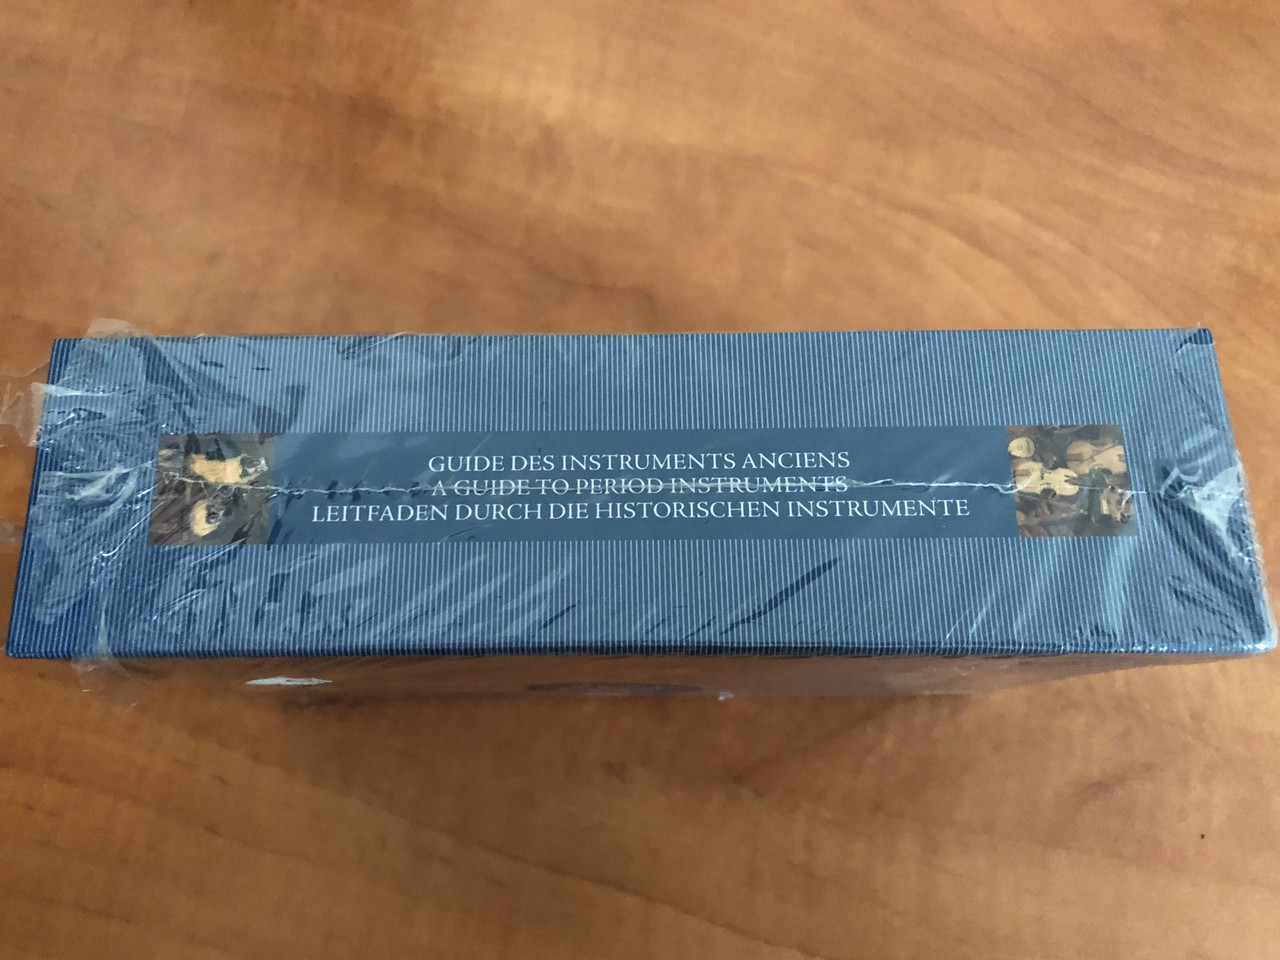 GUIDE DES INSTRUMENTS ANCIENS
A GUIDE TO PERIOD INSTRUMENTS
LEITFADEN DURCH DIE HISTORISCHEN INSTRUMENTE